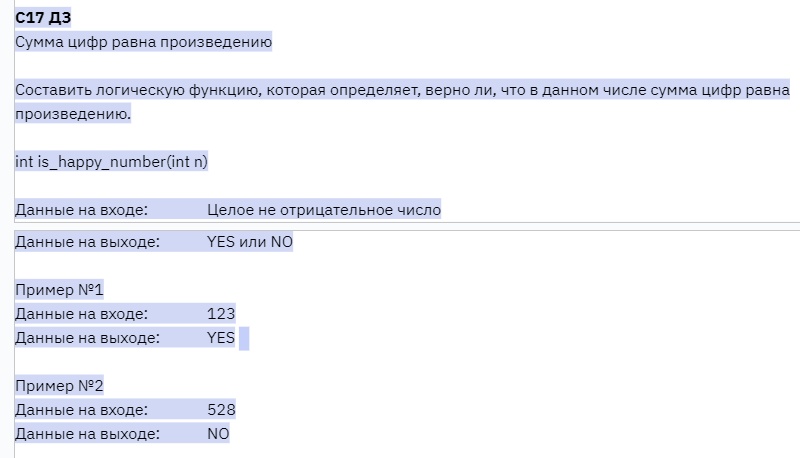 C17 ДЗ
Сумма цифр равна произведению
Составить логическую функцию, которая определяет, верно ли, что в данном числе сумма цифр равна
произведению.
int is_happy_number(int n)
Данные на входе: Целое не отрицательное число
Данные на выходе: YES или NO
Пример №1
Данные на входе: 123
Данные на выходе: YES
Пример №2
Данные на входе: 528
Данные на выходе: NO